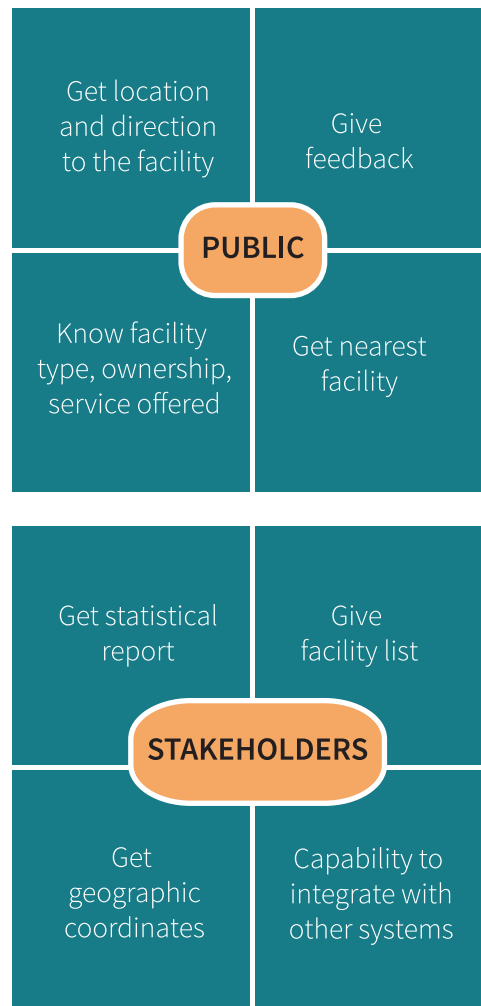 Get location
and direction
to the facility
Give
feedback
PUBLIC
Know facility
type, ownership,
service offered
Get nearest
facility
Get statistical
report
Give
facility list
STAKEHOLDERS
Get
geographic
coordinates
Capability to
integrate with
other systems